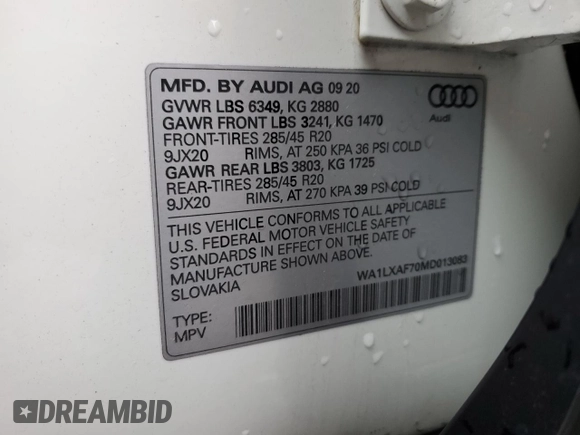 MFD. BY AUDI AG 09 20
GVWR LBS 6349, KG 2880
GAWR FRONT LBS 3241, KG 1470
FRONT-TIRES 285/45 R20
9JX20 RIMS, AT 250 KPA 36 PSI COLD
GAWR REAR LBS 3803, KG 1725
REAR-TIRES 285/45 R20
9JX20 RIMS, AT 270 KPA 39 PSI COLD
Audi
THIS VEHICLE CONFORMS TO ALL APPLICABLE
U.S. FEDERAL MOTOR VEHICLE SAFETY
STANDARDS IN EFFECT ON THE DATE OF
MANUFACTURE SHOWN ABOVE.
SLOVAKIA
WA1LXAF70MD013083
TYPE:
MPV
DREAMBID